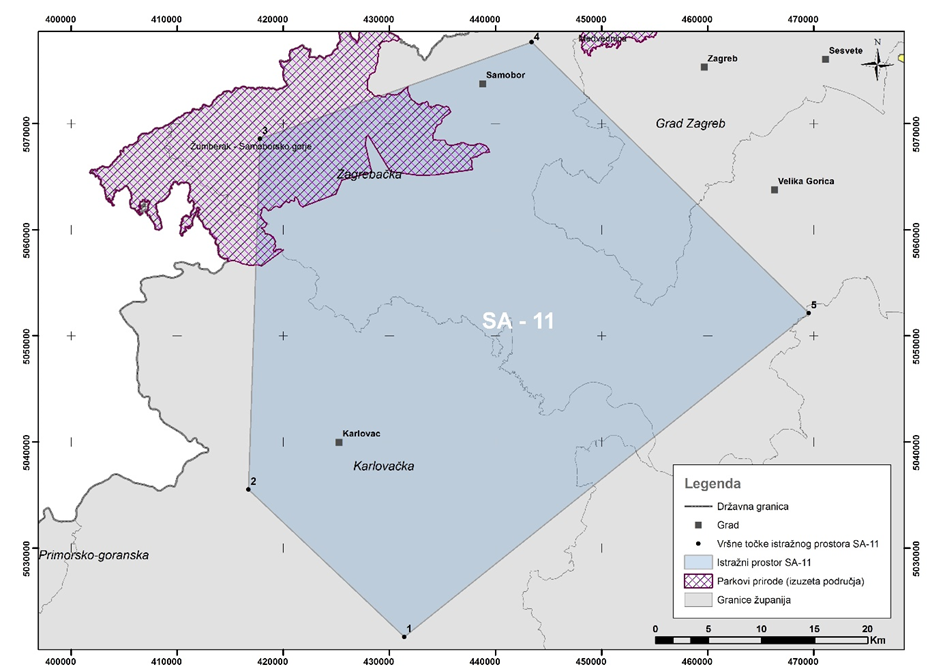 400000 410000 420000 430000 440000 450000 460000 470000
4
Medvednica
Zagreb
Sesvete
N
Samobor
5070000
5070000
3
Grad Zagreb
Žumberak - Samoborsko gorje
Zagrebačka
Velika Gorica
5060000
5060000
5
SA - 11
5050000
5050000
Karlovac
5040000
5040000
Karlovačka
2
Legenda
Državna granica
Grad
Vršne točke istražnog prostora SA-11
Istražni prostor SA-11
Parkovi prirode (izuzeta područja)
Granice županija
5030000
5030000
Primorsko-goranska
1
0 5 10 15 20
Km
400000 410000 420000 430000 440000 450000 460000 470000